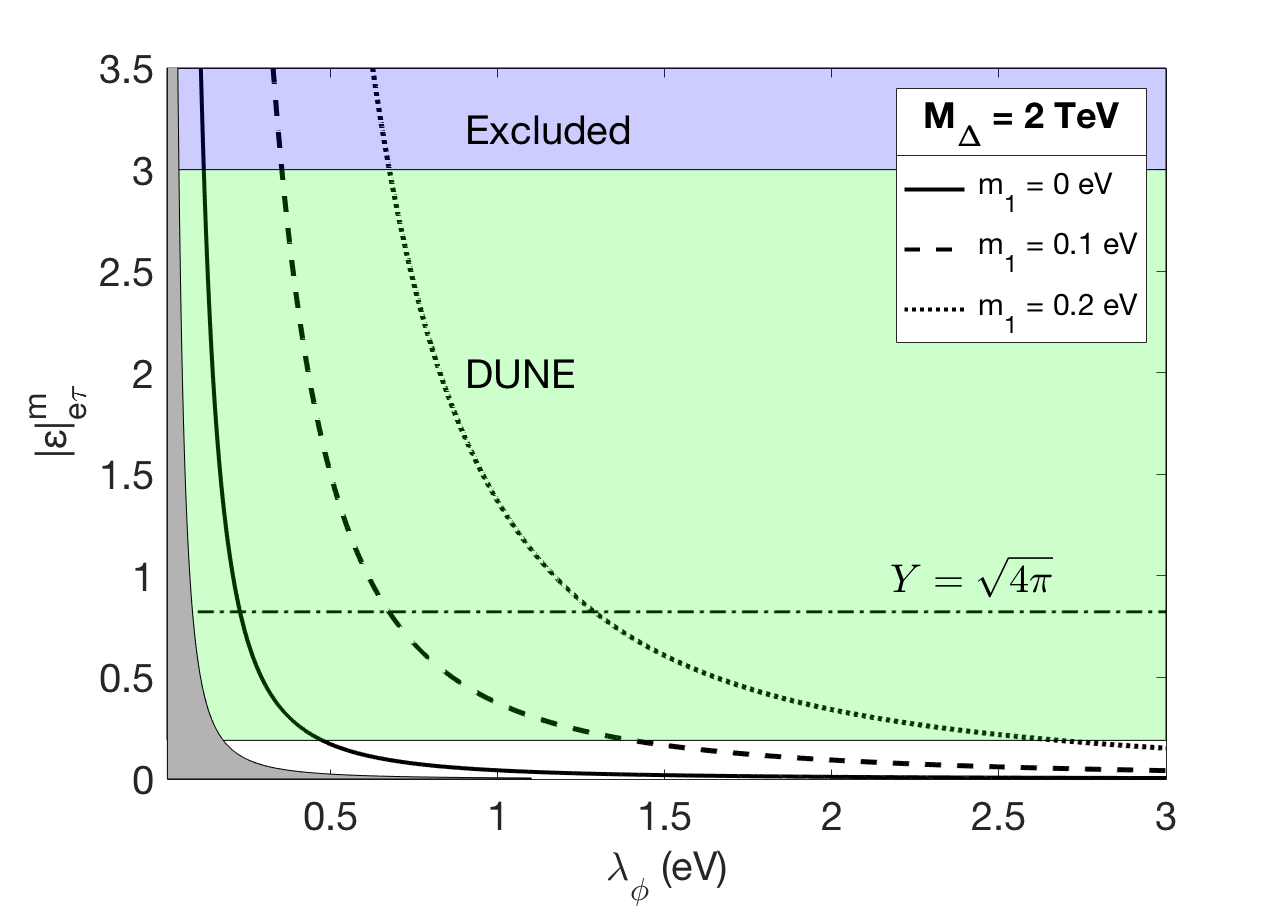 3.5
3
2.5
2
1.5
1
0.5
0
|ε|ᵐₑτ
Excluded
DUNE
Y = √4π
M_Δ = 2 TeV
m₁ = 0 eV
m₁ = 0.1 eV
m₁ = 0.2 eV
0.5
1
1.5
2
2.5
3
λ_ϕ (eV)